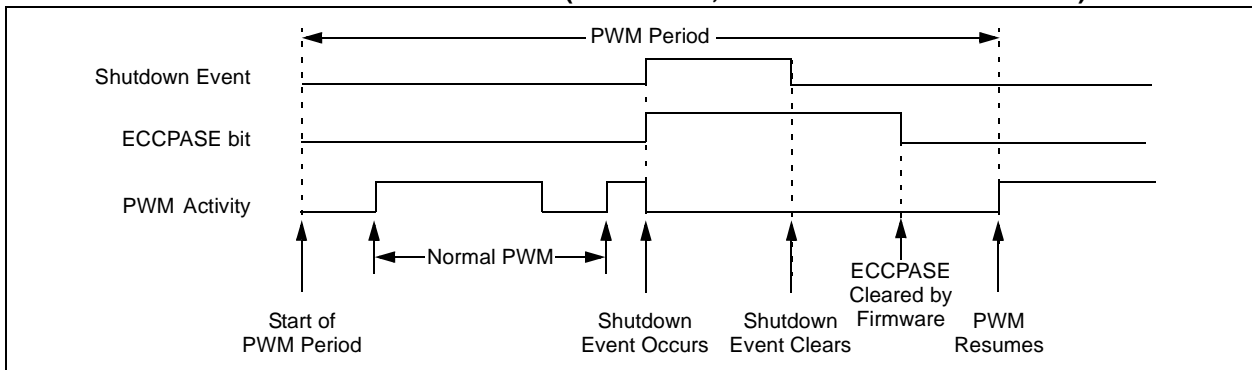 PWM Period
Shutdown Event
ECCPASE bit
PWM Activity
Normal PWM
Start of
PWM Period
Shutdown
Event Occurs
Shutdown
Event Clears
ECCPASE
Cleared by
Firmware
PWM
Resumes